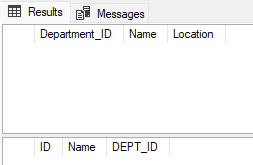 Results Messages
Department_ID Name Location
ID Name DEPT_ID